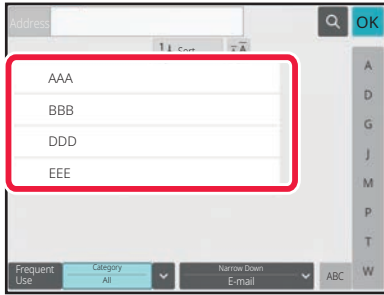 Address
OK
Sort
AAA
BBB
DDD
EEE
A
D
G
J
M
P
T
W
Frequent
Use
Category
All
Narrow Down
E-mail
ABC